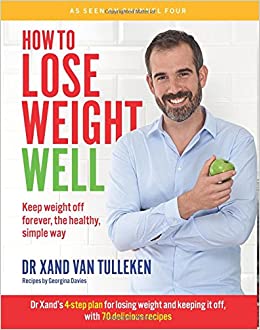 AS SEEN
FOUR
HOW TO
LOSE
WEIGHT
WELL
Keep weight off
forever, the healthy,
simple way
DR XAND VAN TULLEKEN
Recipes by Georgina Davies
Dr Xand's 4-step plan for losing weight and keeping it off,
with 70 delicious recipes